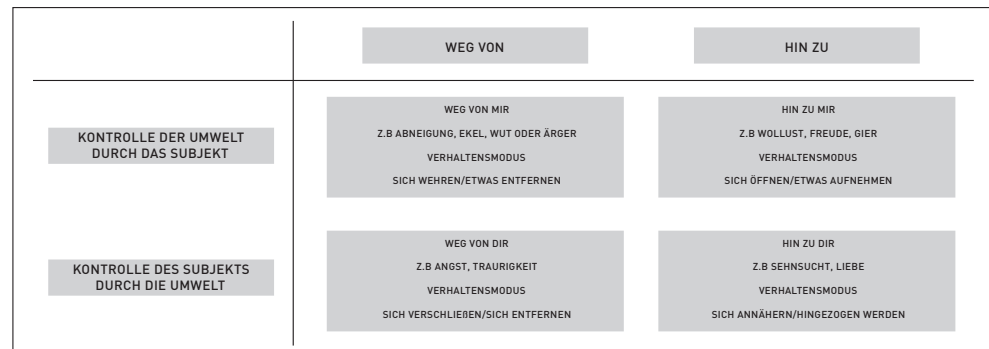 WEG VON
HIN ZU
KONTROLLE DER UMWELT
DURCH DAS SUBJEKT
WEG VON MIR
Z.B ABNEIGUNG, EKEL, WUT ODER ÄRGER
VERHALTENSMODUS
SICH WEHREN/ETWAS ENTFERNEN
HIN ZU MIR
Z.B WOLLUST, FREUDE, GIER
VERHALTENSMODUS
SICH ÖFFNEN/ETWAS AUFNEHMEN
KONTROLLE DES SUBJEKTS
DURCH DIE UMWELT
WEG VON DIR
Z.B ANGST, TRAURIGKEIT
VERHALTENSMODUS
SICH VERSCHLIEßEN/SICH ENTFERNEN
HIN ZU DIR
Z.B SEHNSUCHT, LIEBE
VERHALTENSMODUS
SICH ANNÄHERN/HINGEZOGEN WERDEN